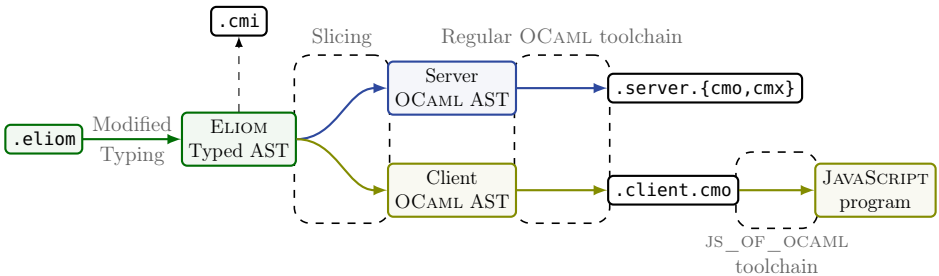 .cmi
Slicing
Regular OCAML toolchain
Server
OCAML AST
.server.{cmo,cmx}
.eliom
Modified
Typing
ELIOM
Typed AST
Client
OCAML AST
.client.cmo
JAVASCRIPT
program
JS_OF_OCAML
toolchain